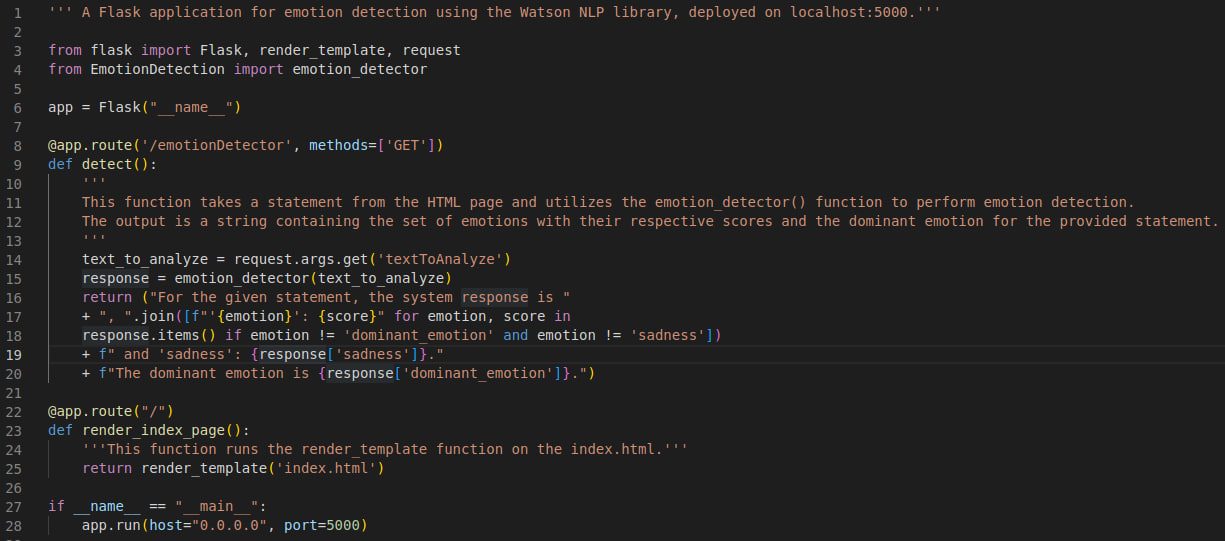 1 ''' A Flask application for emotion detection using the Watson NLP library, deployed on localhost:5000.'''
2
3 from flask import Flask, render_template, request
4 from EmotionDetection import emotion_detector
5
6 app = Flask("__name__")
7
8 @app.route('/emotionDetector', methods=['GET'])
9 def detect():
10     '''
11     This function takes a statement from the HTML page and utilizes the emotion_detector() function to perform emotion detection.
12     The output is a string containing the set of emotions with their respective scores and the dominant emotion for the provided statement.
13     '''
14     text_to_analyze = request.args.get('textToAnalyze')
15     response = emotion_detector(text_to_analyze)
16     return ("For the given statement, the system response is "
17     + ", ".join([f"'{emotion}': {score}" for emotion, score in
18     response.items() if emotion != 'dominant_emotion' and emotion != 'sadness'])
19     + f" and 'sadness': {response['sadness']}."
20     + f"The dominant emotion is {response['dominant_emotion']}.")
21
22 @app.route("/")
23 def render_index_page():
24     '''This function runs the render_template function on the index.html.'''
25     return render_template('index.html')
26
27 if __name__ == "__main__":
28     app.run(host="0.0.0.0", port=5000)